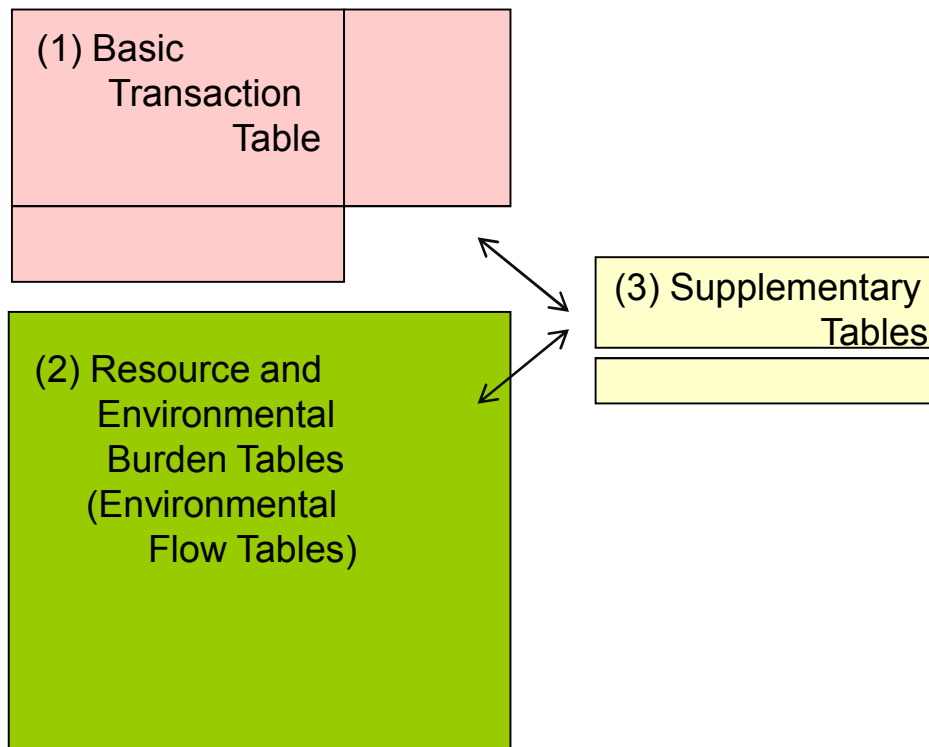 (1) Basic
Transaction
Table
(3) Supplementary
Tables
(2) Resource and
Environmental
Burden Tables
(Environmental
Flow Tables)